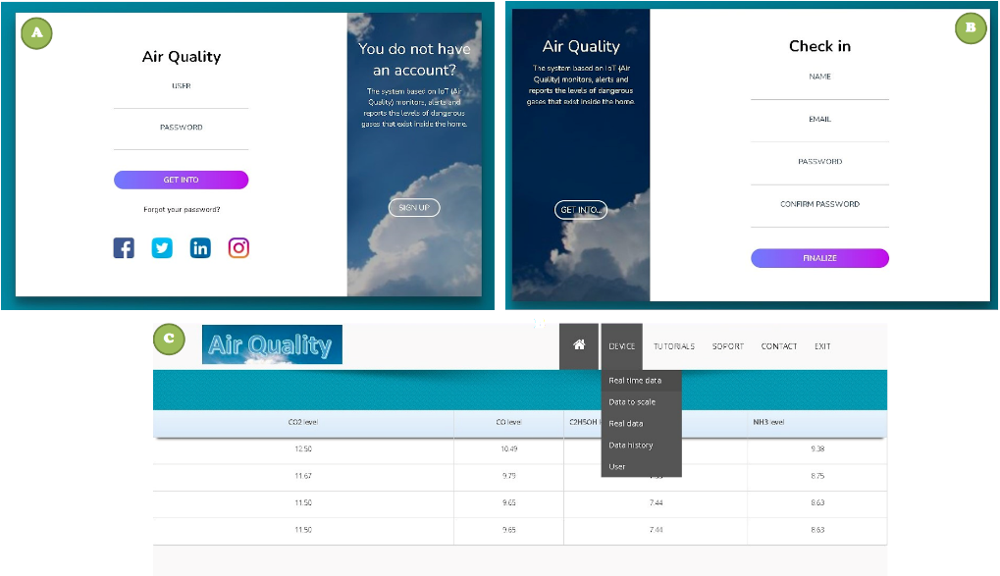 A
Air Quality
USER
PASSWORD
GET INTO
Forgot your password?
You do not have
an account?
The system based on IoT (Air
Quality) monitors, alerts and
reports the levels of dangerous
gases that exist inside the home.
SIGN UP
B
Air Quality
The system based on IoT (Air
Quality) monitors, alerts and
reports the levels of dangerous
gases that exist inside the home.
GET INTO...
Check in
NAME
EMAIL
PASSWORD
CONFIRM PASSWORD
FINALIZE
C
Air Quality
DEVICE TUTORIALS SOPORT CONTACT EXIT
Real time data
Data to scale
Real data
Data history
User
CO2 level CO level C2H5OH NH3 level
12.50 10.49 9.38
11.67 9.79 8.75
11.50 9.65 7.44 8.63
11.50 9.65 7.44 8.63